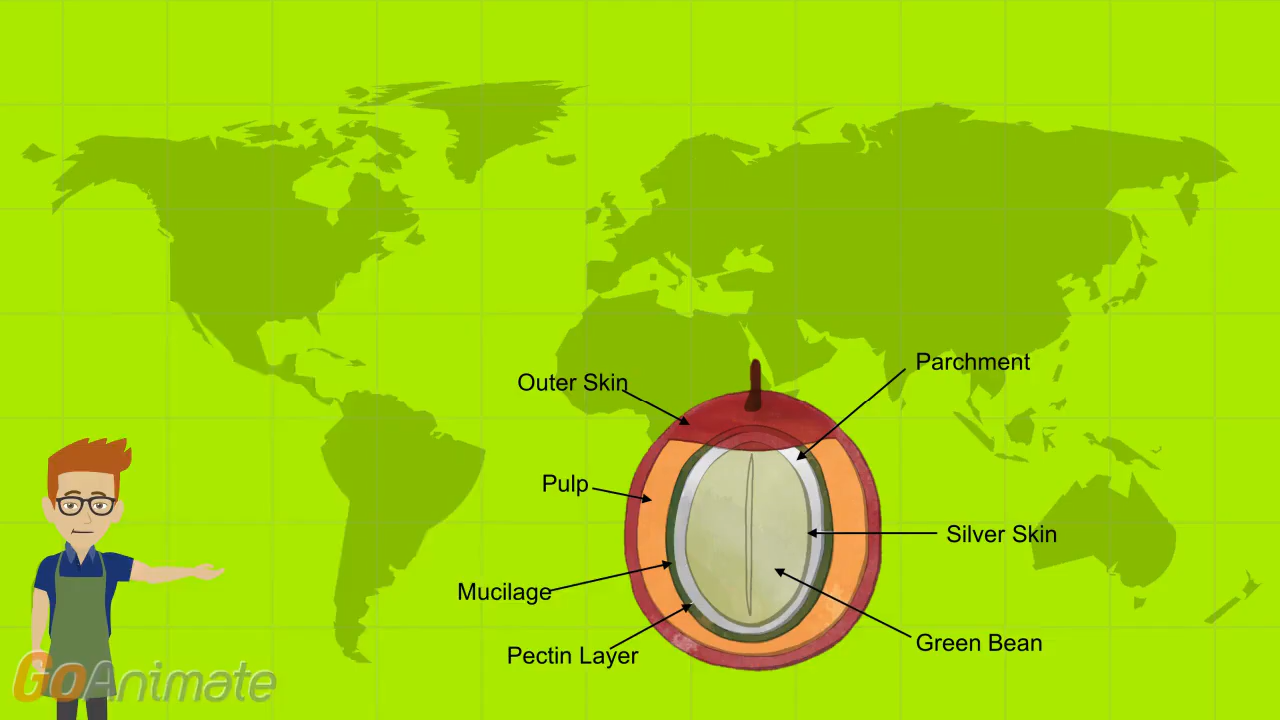 Parchment
Outer Skin
Pulp
Silver Skin
Mucilage
Green Bean
Pectin Layer
GoAnimate